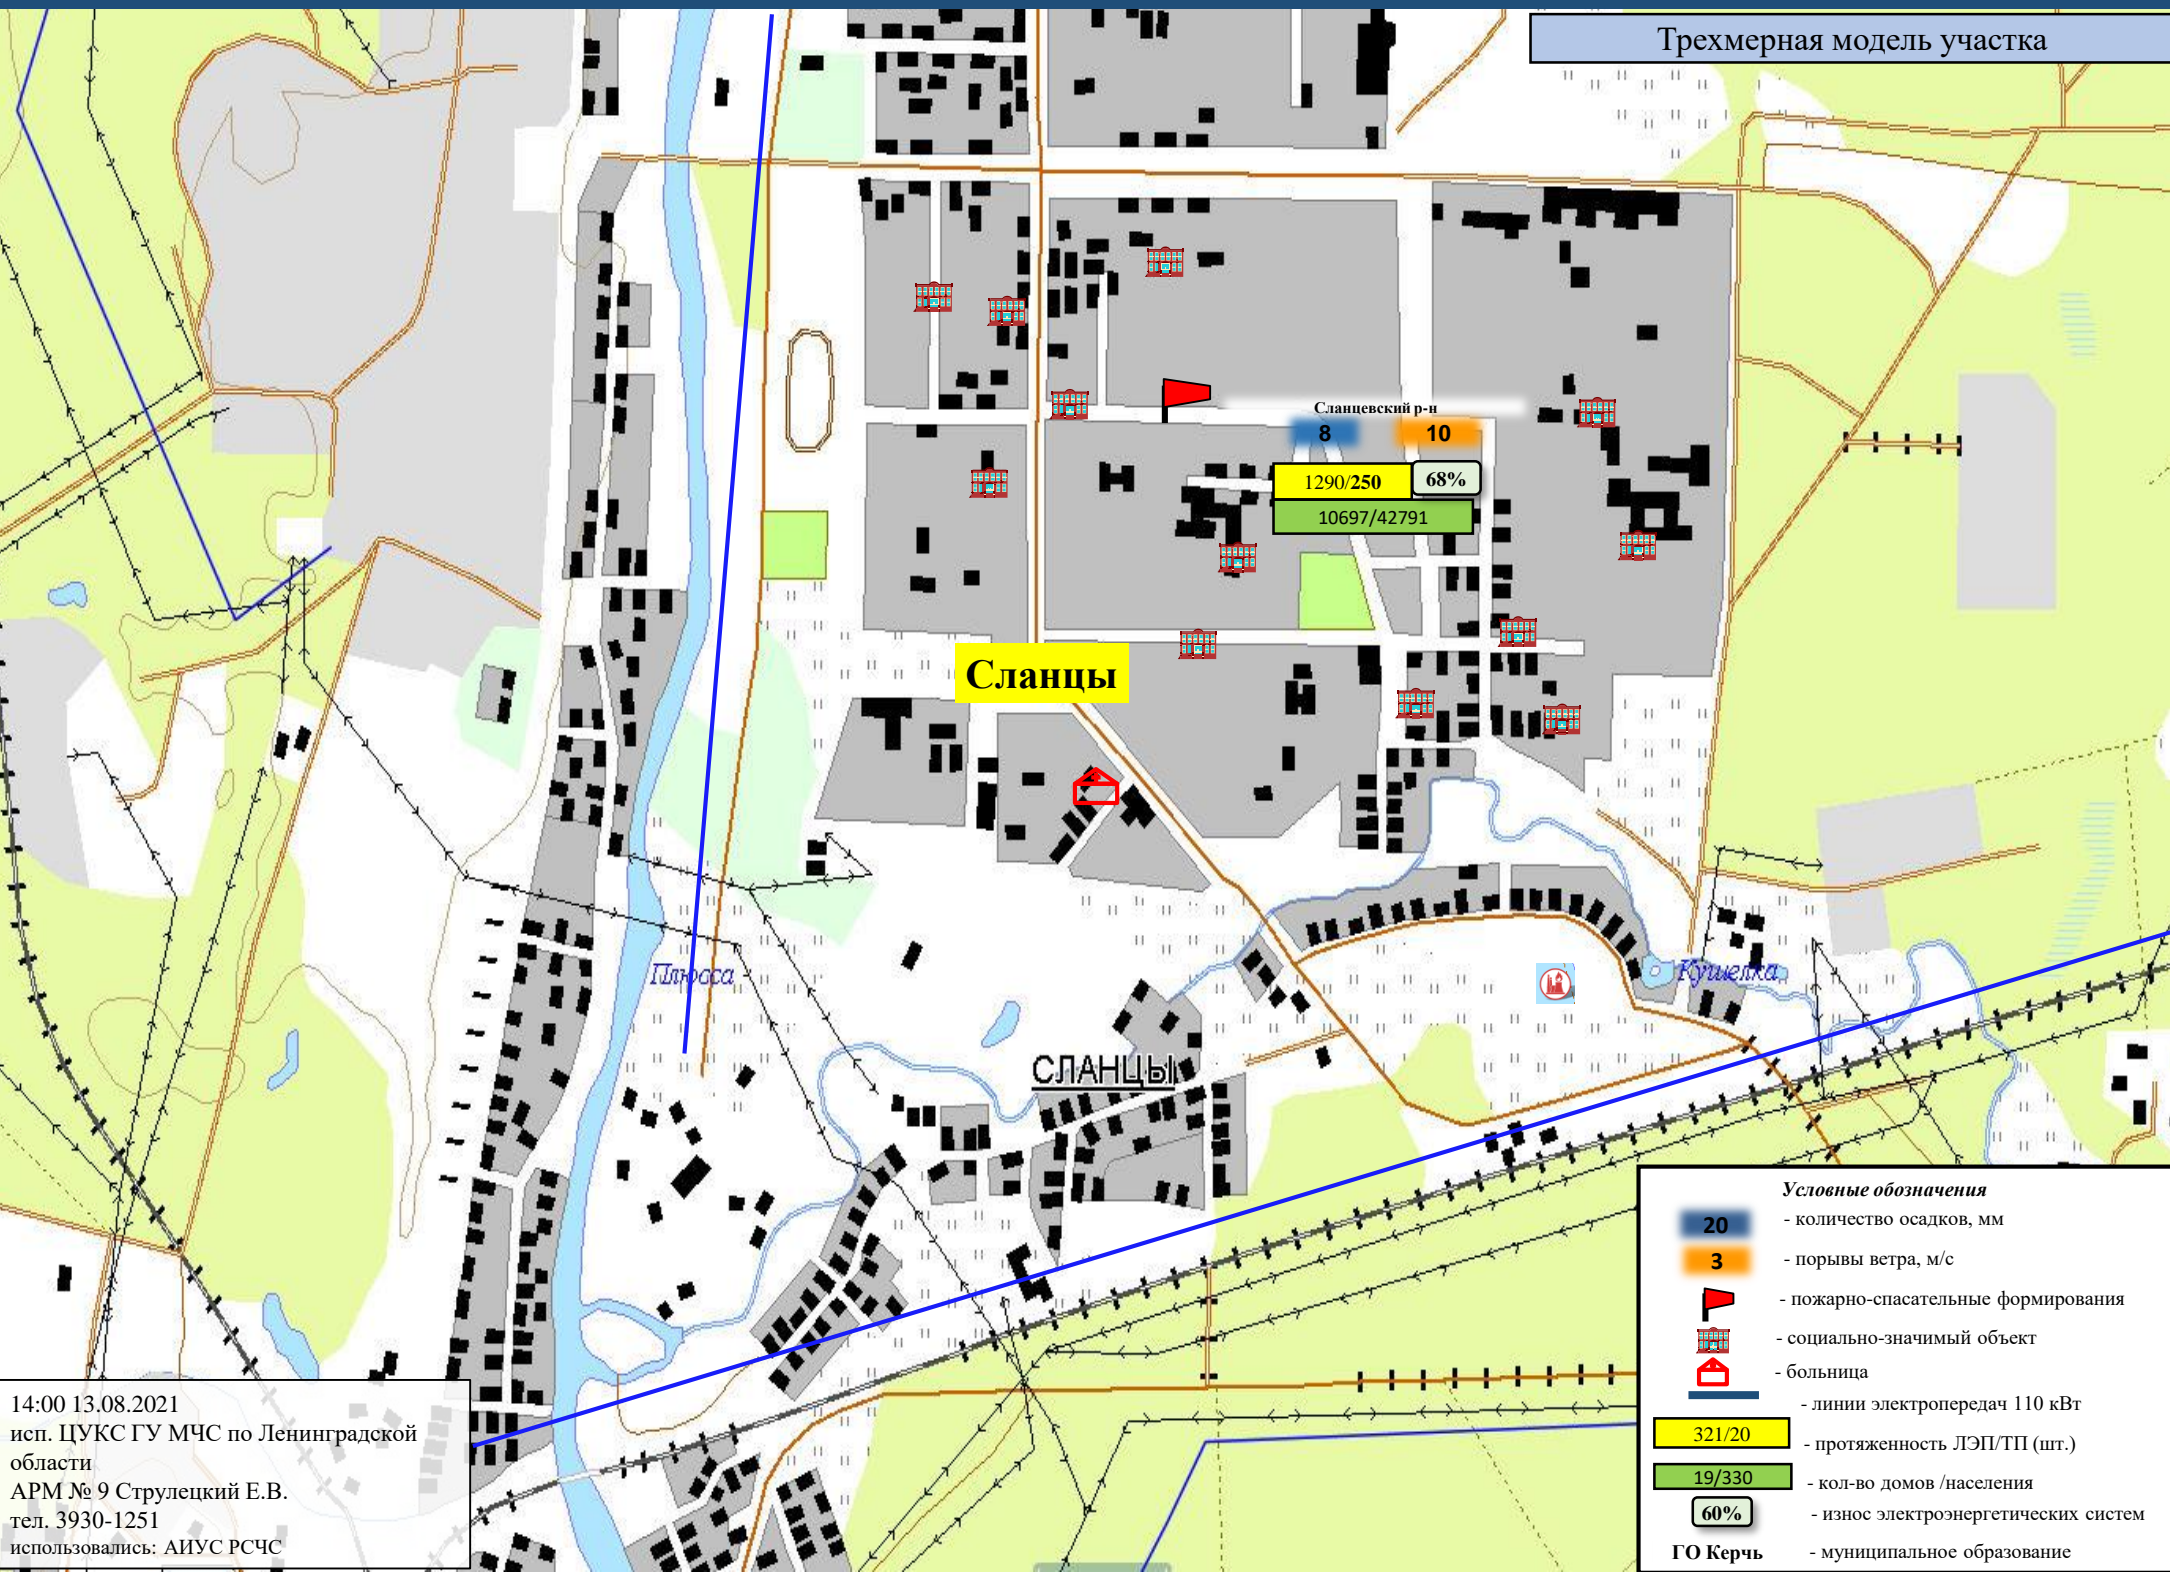 Трехмерная модель участка
Сланцевский р-н
8 10
1290/250 68%
10697/42791
Сланцы
Плюсса
Кушелка
СЛАНЦЫ
Условные обозначения
20 - количество осадков, мм
3 - порывы ветра, м/с
- пожарно-спасательные формирования
- социально-значимый объект
- больница
- линии электропередач 110 кВт
321/20 - протяженность ЛЭП/ТП (шт.)
19/330 - кол-во домов /населения
60% - износ электроэнергетических систем
ГО Керчь - муниципальное образование
14:00 13.08.2021
исп. ЦУКС ГУ МЧС по Ленинградской
области
АРМ № 9 Струлецкий Е.В.
тел. 3930-1251
использовались: АИУС РСЧС